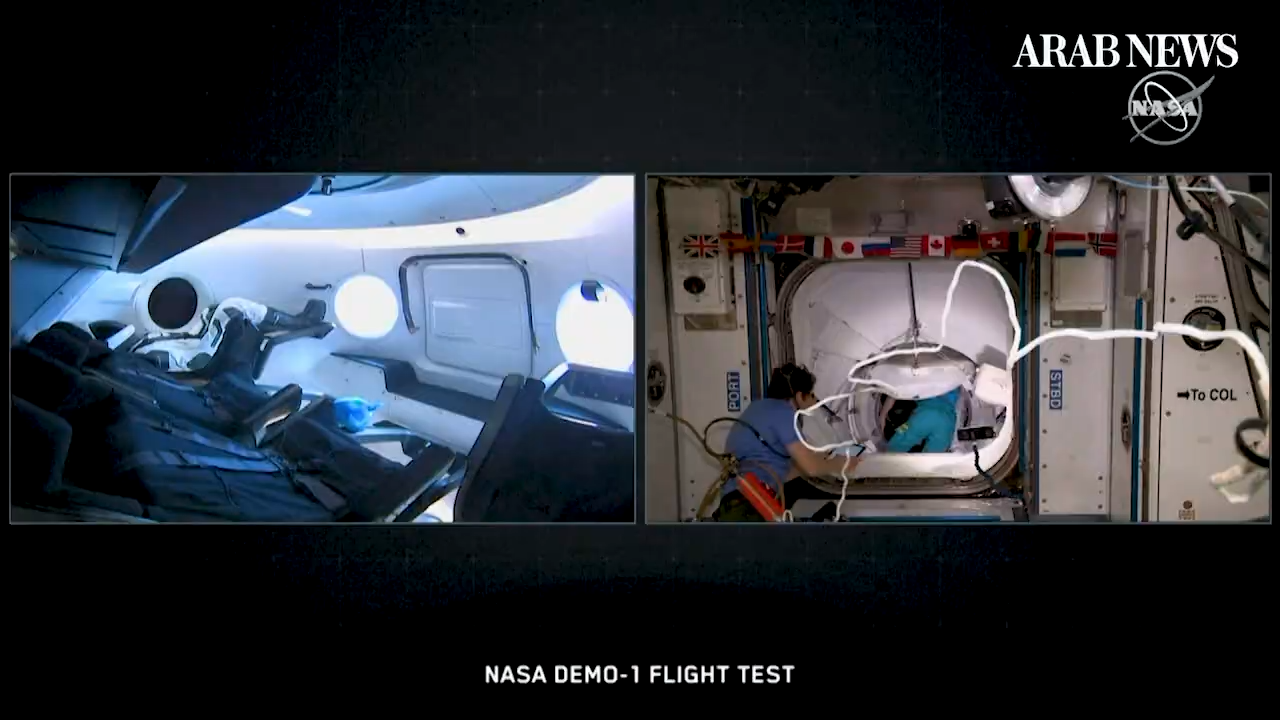 ARAB NEWS
NASA
PORT
STBD
➡To COL
NASA DEMO-1 FLIGHT TEST